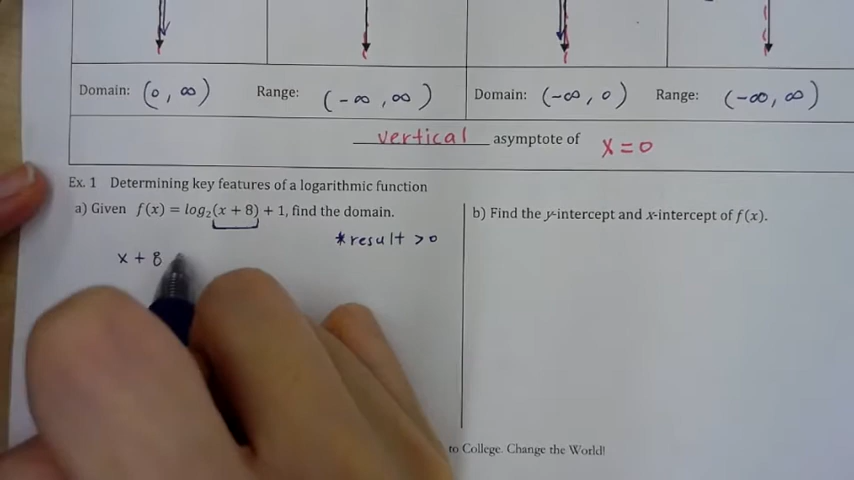 Domain: (0, ∞) Range: (-∞, ∞) Domain: (-∞, 0) Range: (-∞, ∞)
vertical asymptote of x = 0
Ex. 1 Determining key features of a logarithmic function
a) Given f(x) = log₂(x + 8) + 1, find the domain.
*result > 0
x + 8
b) Find the y-intercept and x-intercept of f(x).
to College. Change the World!